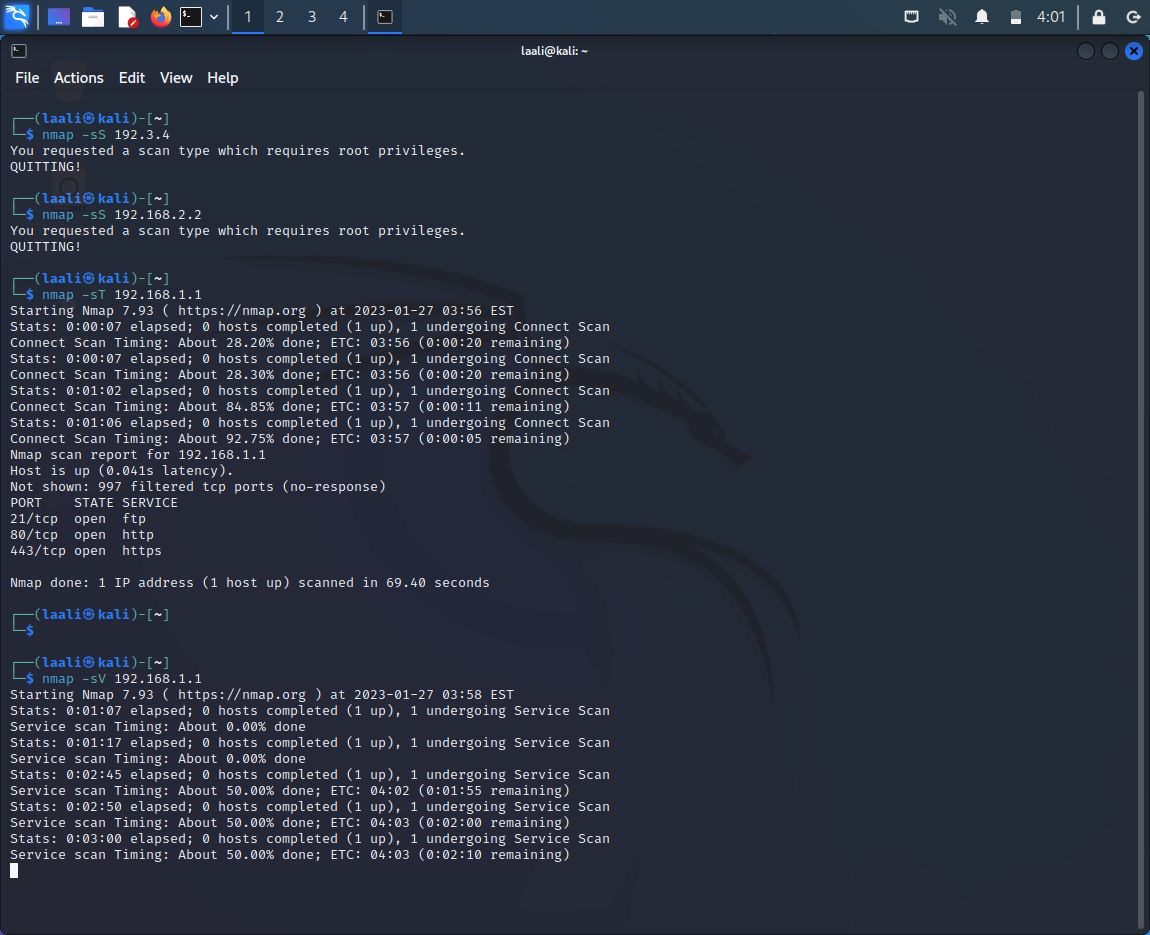 1 2 3 4 4:01
laali@kali: ~
File Actions Edit View Help
┌──(laali㉿kali)-[~]
└─$ nmap -sS 192.3.4
You requested a scan type which requires root privileges.
QUITTING!
┌──(laali㉿kali)-[~]
└─$ nmap -sS 192.168.2.2
You requested a scan type which requires root privileges.
QUITTING!
┌──(laali㉿kali)-[~]
└─$ nmap -sT 192.168.1.1
Starting Nmap 7.93 ( https://nmap.org ) at 2023-01-27 03:56 EST
Stats: 0:00:07 elapsed; 0 hosts completed (1 up), 1 undergoing Connect Scan
Connect Scan Timing: About 28.20% done; ETC: 03:56 (0:00:20 remaining)
Stats: 0:00:07 elapsed; 0 hosts completed (1 up), 1 undergoing Connect Scan
Connect Scan Timing: About 28.30% done; ETC: 03:56 (0:00:20 remaining)
Stats: 0:01:02 elapsed; 0 hosts completed (1 up), 1 undergoing Connect Scan
Connect Scan Timing: About 84.85% done; ETC: 03:57 (0:00:11 remaining)
Stats: 0:01:06 elapsed; 0 hosts completed (1 up), 1 undergoing Connect Scan
Connect Scan Timing: About 92.75% done; ETC: 03:57 (0:00:05 remaining)
Nmap scan report for 192.168.1.1
Host is up (0.041s latency).
Not shown: 997 filtered tcp ports (no-response)
PORT    STATE SERVICE
21/tcp  open  ftp
80/tcp  open  http
443/tcp open  https
Nmap done: 1 IP address (1 host up) scanned in 69.40 seconds
┌──(laali㉿kali)-[~]
└─$
┌──(laali㉿kali)-[~]
└─$ nmap -sV 192.168.1.1
Starting Nmap 7.93 ( https://nmap.org ) at 2023-01-27 03:58 EST
Stats: 0:01:07 elapsed; 0 hosts completed (1 up), 1 undergoing Service Scan
Service scan Timing: About 0.00% done
Stats: 0:01:17 elapsed; 0 hosts completed (1 up), 1 undergoing Service Scan
Service scan Timing: About 0.00% done
Stats: 0:02:45 elapsed; 0 hosts completed (1 up), 1 undergoing Service Scan
Service scan Timing: About 50.00% done; ETC: 04:02 (0:01:55 remaining)
Stats: 0:02:50 elapsed; 0 hosts completed (1 up), 1 undergoing Service Scan
Service scan Timing: About 50.00% done; ETC: 04:03 (0:02:00 remaining)
Stats: 0:03:00 elapsed; 0 hosts completed (1 up), 1 undergoing Service Scan
Service scan Timing: About 50.00% done; ETC: 04:03 (0:02:10 remaining)